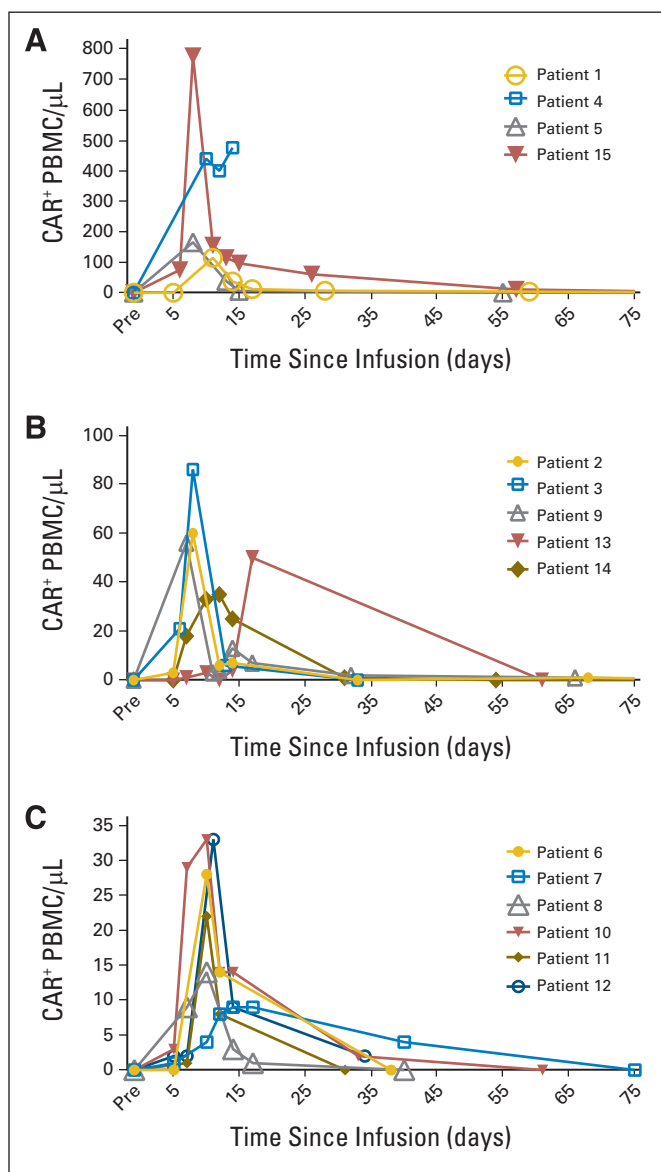 A
CAR+ PBMC/μL
800
700
600
500
400
300
200
100
0
Pre
5
15
25
35
45
55
65
75
Time Since Infusion (days)
Patient 1
Patient 4
Patient 5
Patient 15
B
CAR+ PBMC/μL
100
80
60
40
20
0
Pre
5
15
25
35
45
55
65
75
Time Since Infusion (days)
Patient 2
Patient 3
Patient 9
Patient 13
Patient 14
C
CAR+ PBMC/μL
35
30
25
20
15
10
5
0
Pre
5
15
25
35
45
55
65
75
Time Since Infusion (days)
Patient 6
Patient 7
Patient 8
Patient 10
Patient 11
Patient 12